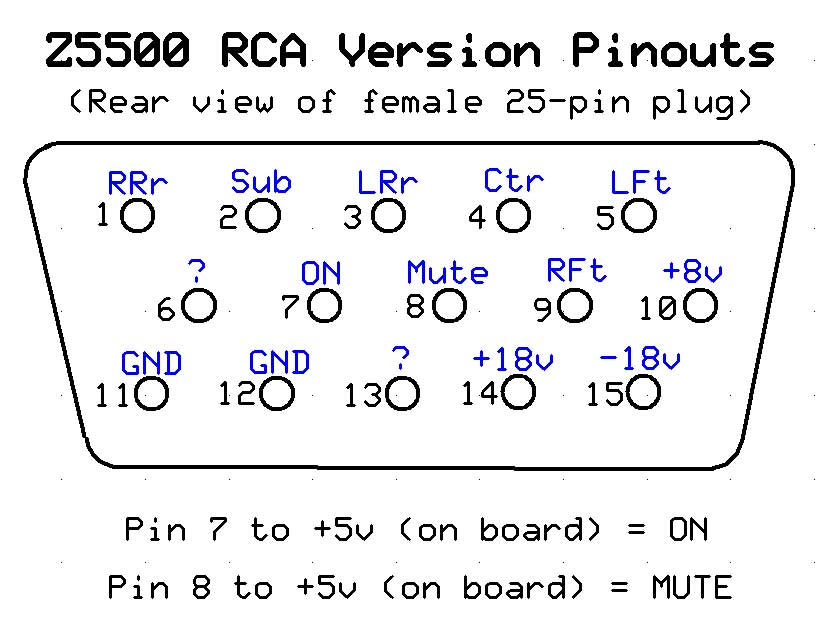 Z5500 RCA Version Pinouts
(Rear view of female 25-pin plug)
RRr Sub LRr Ctr LFt
1 2 3 4 5
? ON Mute RFt +8v
6 7 8 9 10
GND GND ? +18v -18v
11 12 13 14 15
Pin 7 to +5v (on board) = ON
Pin 8 to +5v (on board) = MUTE